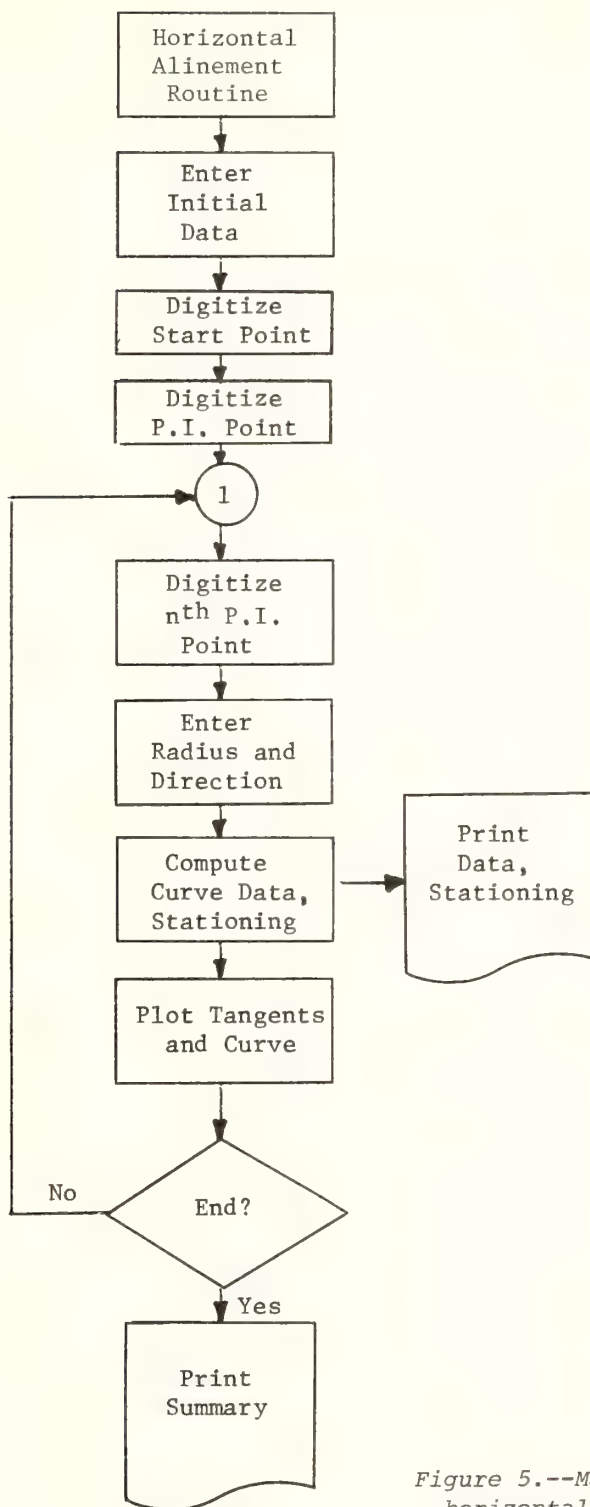 Horizontal
Alinement
Routine
Enter
Initial
Data
Digitize
Start Point
Digitize
P.I. Point
1
Digitize
nth P.I.
Point
Enter
Radius and
Direction
Compute
Curve Data,
Stationing
Print
Data,
Stationing
Plot Tangents
and Curve
No
End?
Yes
Print
Summary
Figure 5.--M
horizontal